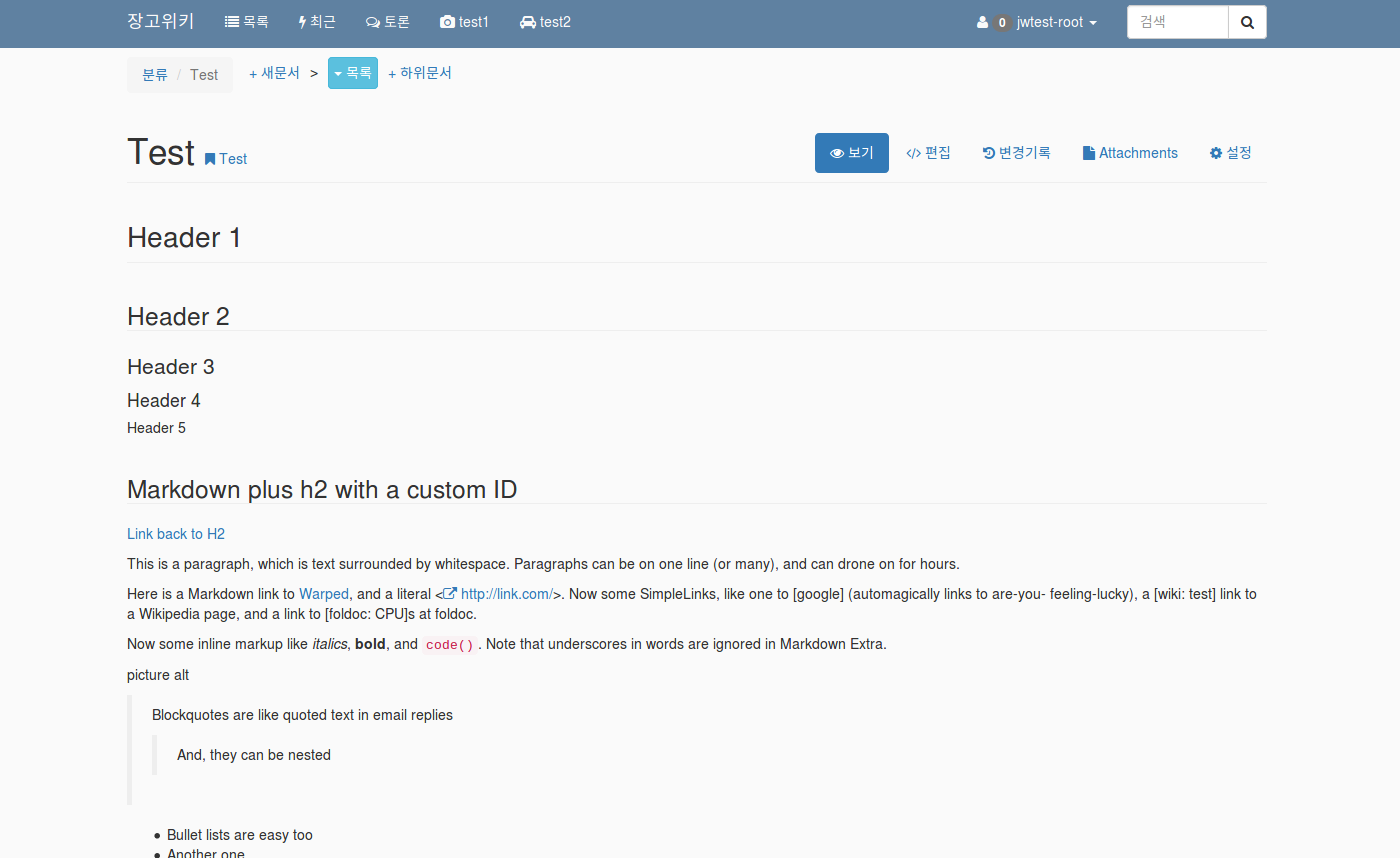 장고위키 목록 최근 토론 test1 test2 0 jwtest-root 검색
분류 / Test + 새문서 > 목록 + 하위문서
Test Test 보기 </> 편집 변경기록 Attachments 설정
Header 1
Header 2
Header 3
Header 4
Header 5
Markdown plus h2 with a custom ID
Link back to H2
This is a paragraph, which is text surrounded by whitespace. Paragraphs can be on one line (or many), and can drone on for hours.
Here is a Markdown link to Warped, and a literal < http://link.com/>. Now some SimpleLinks, like one to [google] (automagically links to are-you- feeling-lucky), a [wiki: test] link to
a Wikipedia page, and a link to [foldoc: CPU]s at foldoc.
Now some inline markup like italics, bold, and code() . Note that underscores in words are ignored in Markdown Extra.
picture alt
Blockquotes are like quoted text in email replies
And, they can be nested
• Bullet lists are easy too
• Another one